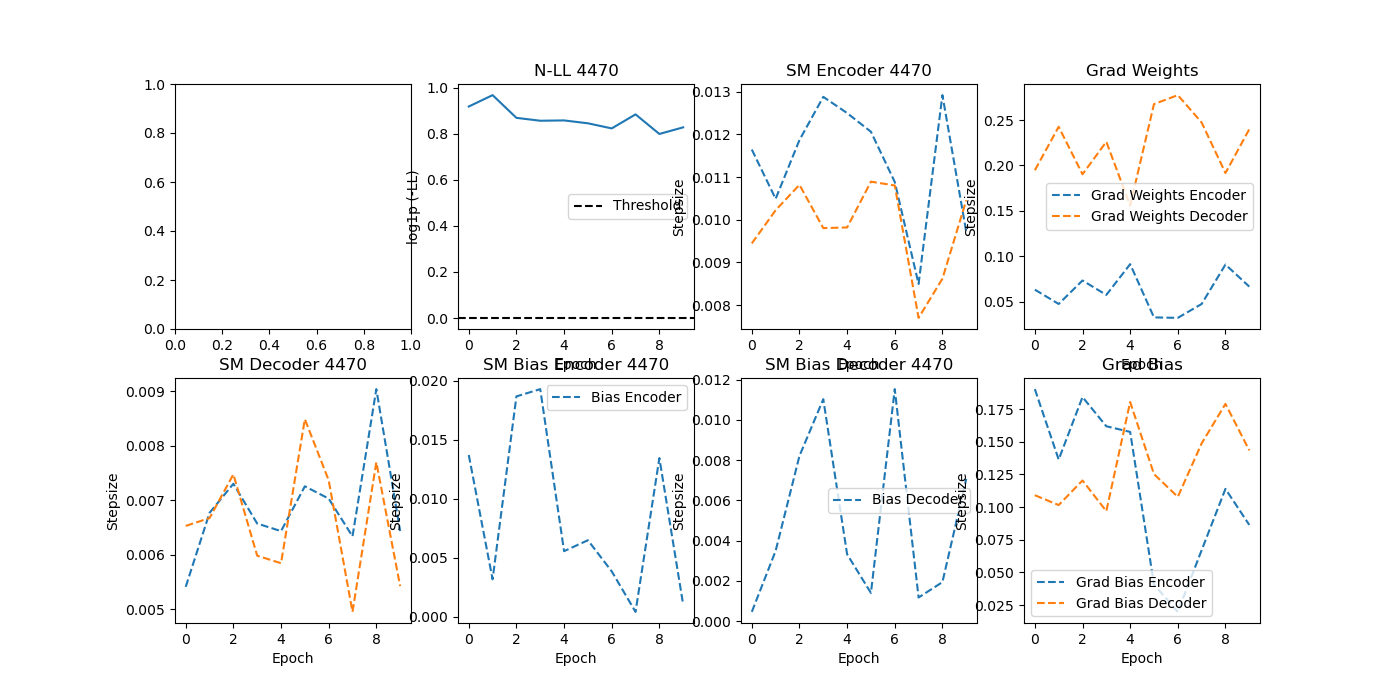 N-LL 4470
SM Encoder 4470
Grad Weights
1.0
0.8
0.6
0.4
0.2
0.0
0.0 0.2 0.4 0.6 0.8 1.0
log1p (-LL)
1.0
0.8
0.6
0.4
0.2
0.0
Threshold
0 2 4 6 8
Epoch
Stepsize
0.013
0.012
0.011
0.010
0.009
0.008
0 2 4 6 8
Epoch
Stepsize
0.25
0.20
0.15
0.10
0.05
Grad Weights Encoder
Grad Weights Decoder
0 2 4 6 8
Epoch
SM Decoder 4470
SM Bias Encoder 4470
SM Bias Decoder 4470
Grad Bias
Stepsize
0.009
0.008
0.007
0.006
0.005
0 2 4 6 8
Epoch
Stepsize
0.020
0.015
0.010
0.005
0.000
Bias Encoder
0 2 4 6 8
Epoch
Stepsize
0.012
0.010
0.008
0.006
0.004
0.002
0.000
Bias Decoder
0 2 4 6 8
Epoch
Stepsize
0.175
0.150
0.125
0.100
0.075
0.050
0.025
Grad Bias Encoder
Grad Bias Decoder
0 2 4 6 8
Epoch